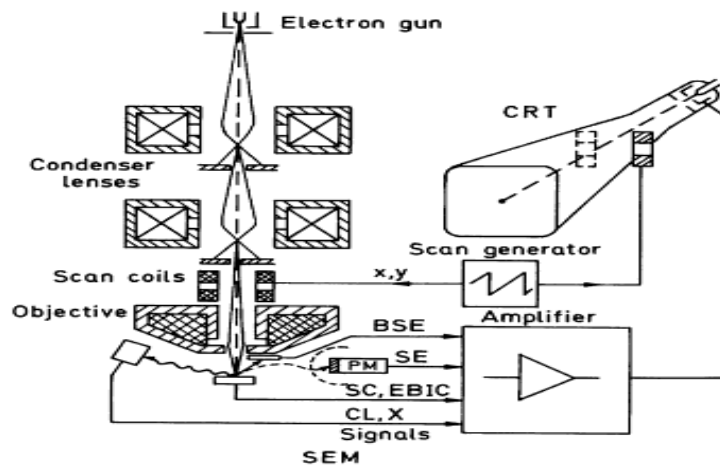 Electron gun
CRT
Condenser
lenses
Scan generator
Scan coils
x,y
Objective
Amplifier
BSE
PM
SE
SC, EBIC
CL, X
Signals
SEM